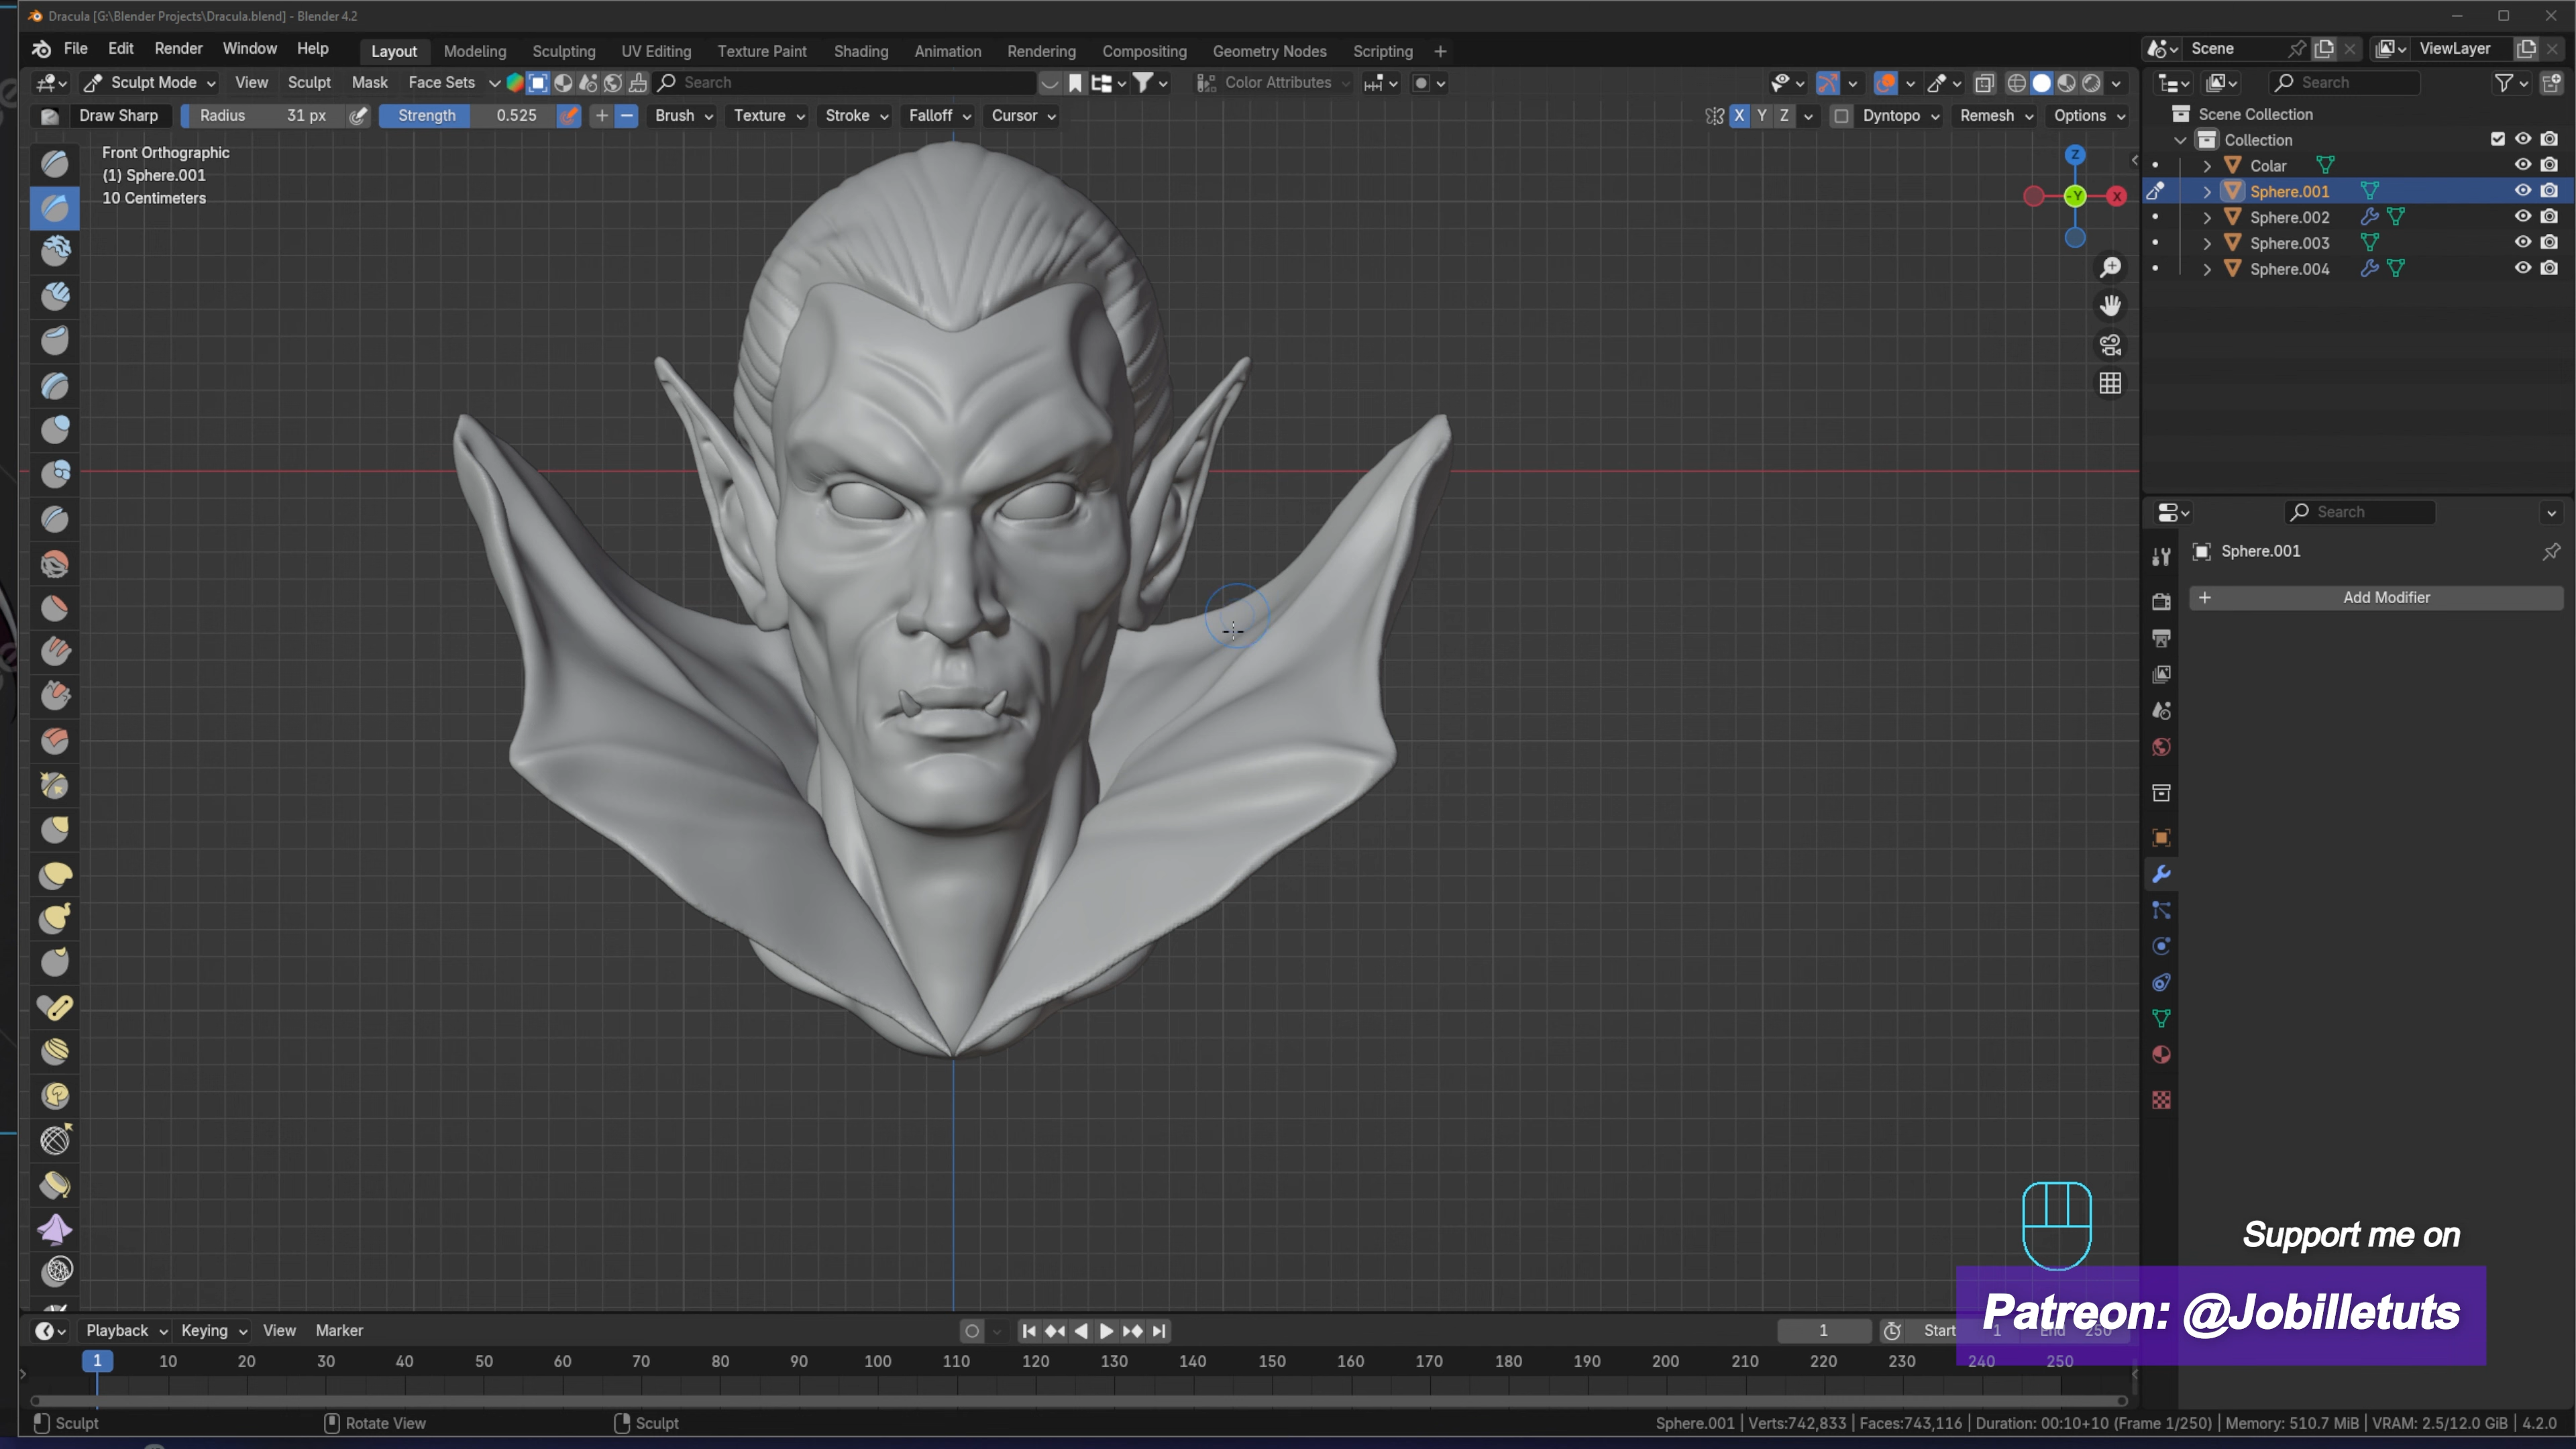 Dracula [G:\Blender Projects\Dracula.blend] - Blender 4.2
File Edit Render Window Help Layout Modeling Sculpting UV Editing Texture Paint Shading Animation Rendering Compositing Geometry Nodes Scripting + Scene ViewLayer
Sculpt Mode View Sculpt Mask Face Sets Search Color Attributes Search
Draw Sharp Radius 31 px Strength 0.525 + − Brush Texture Stroke Falloff Cursor X Y Z Dyntopo Remesh Options
Front Orthographic
(1) Sphere.001
10 Centimeters
Z
-Y
X
Scene Collection
Collection
Colar
Sphere.001
Sphere.002
Sphere.003
Sphere.004
Search
Sphere.001
+ Add Modifier
Support me on
Patreon: @Jobilletuts
Playback Keying View Marker 1 Start 1 End 250
1 10 20 30 40 50 60 70 80 90 100 110 120 130 140 150 160 170 180 190 200 210 220 230 240 250
Sculpt Rotate View Sculpt Sphere.001 | Verts:742,833 | Faces:743,116 | Duration: 00:10+10 (Frame 1/250) | Memory: 510.7 MiB | VRAM: 2.5/12.0 GiB | 4.2.0